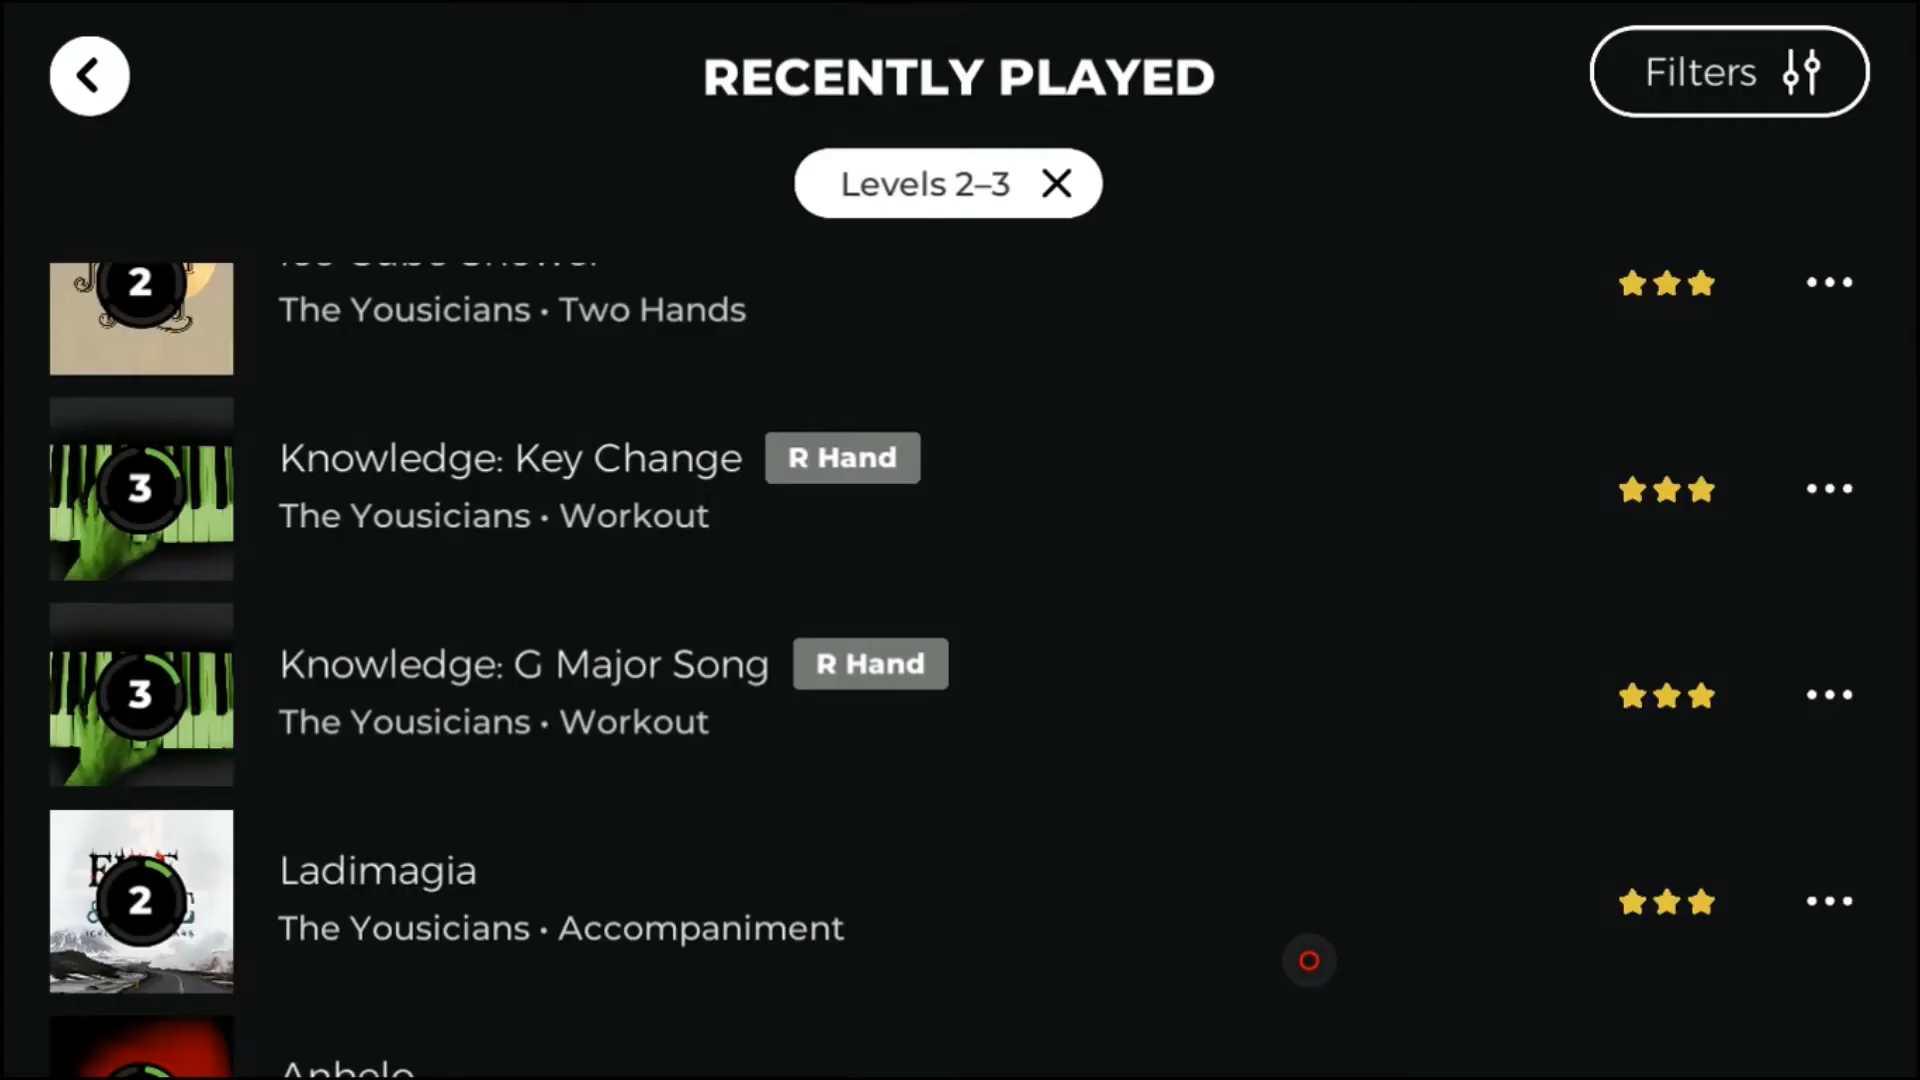 RECENTLY PLAYED
Filters
Levels 2–3
2
The Yousicians • Two Hands
3
Knowledge: Key Change R Hand
The Yousicians • Workout
3
Knowledge: G Major Song R Hand
The Yousicians • Workout
2
Ladimagia
The Yousicians • Accompaniment